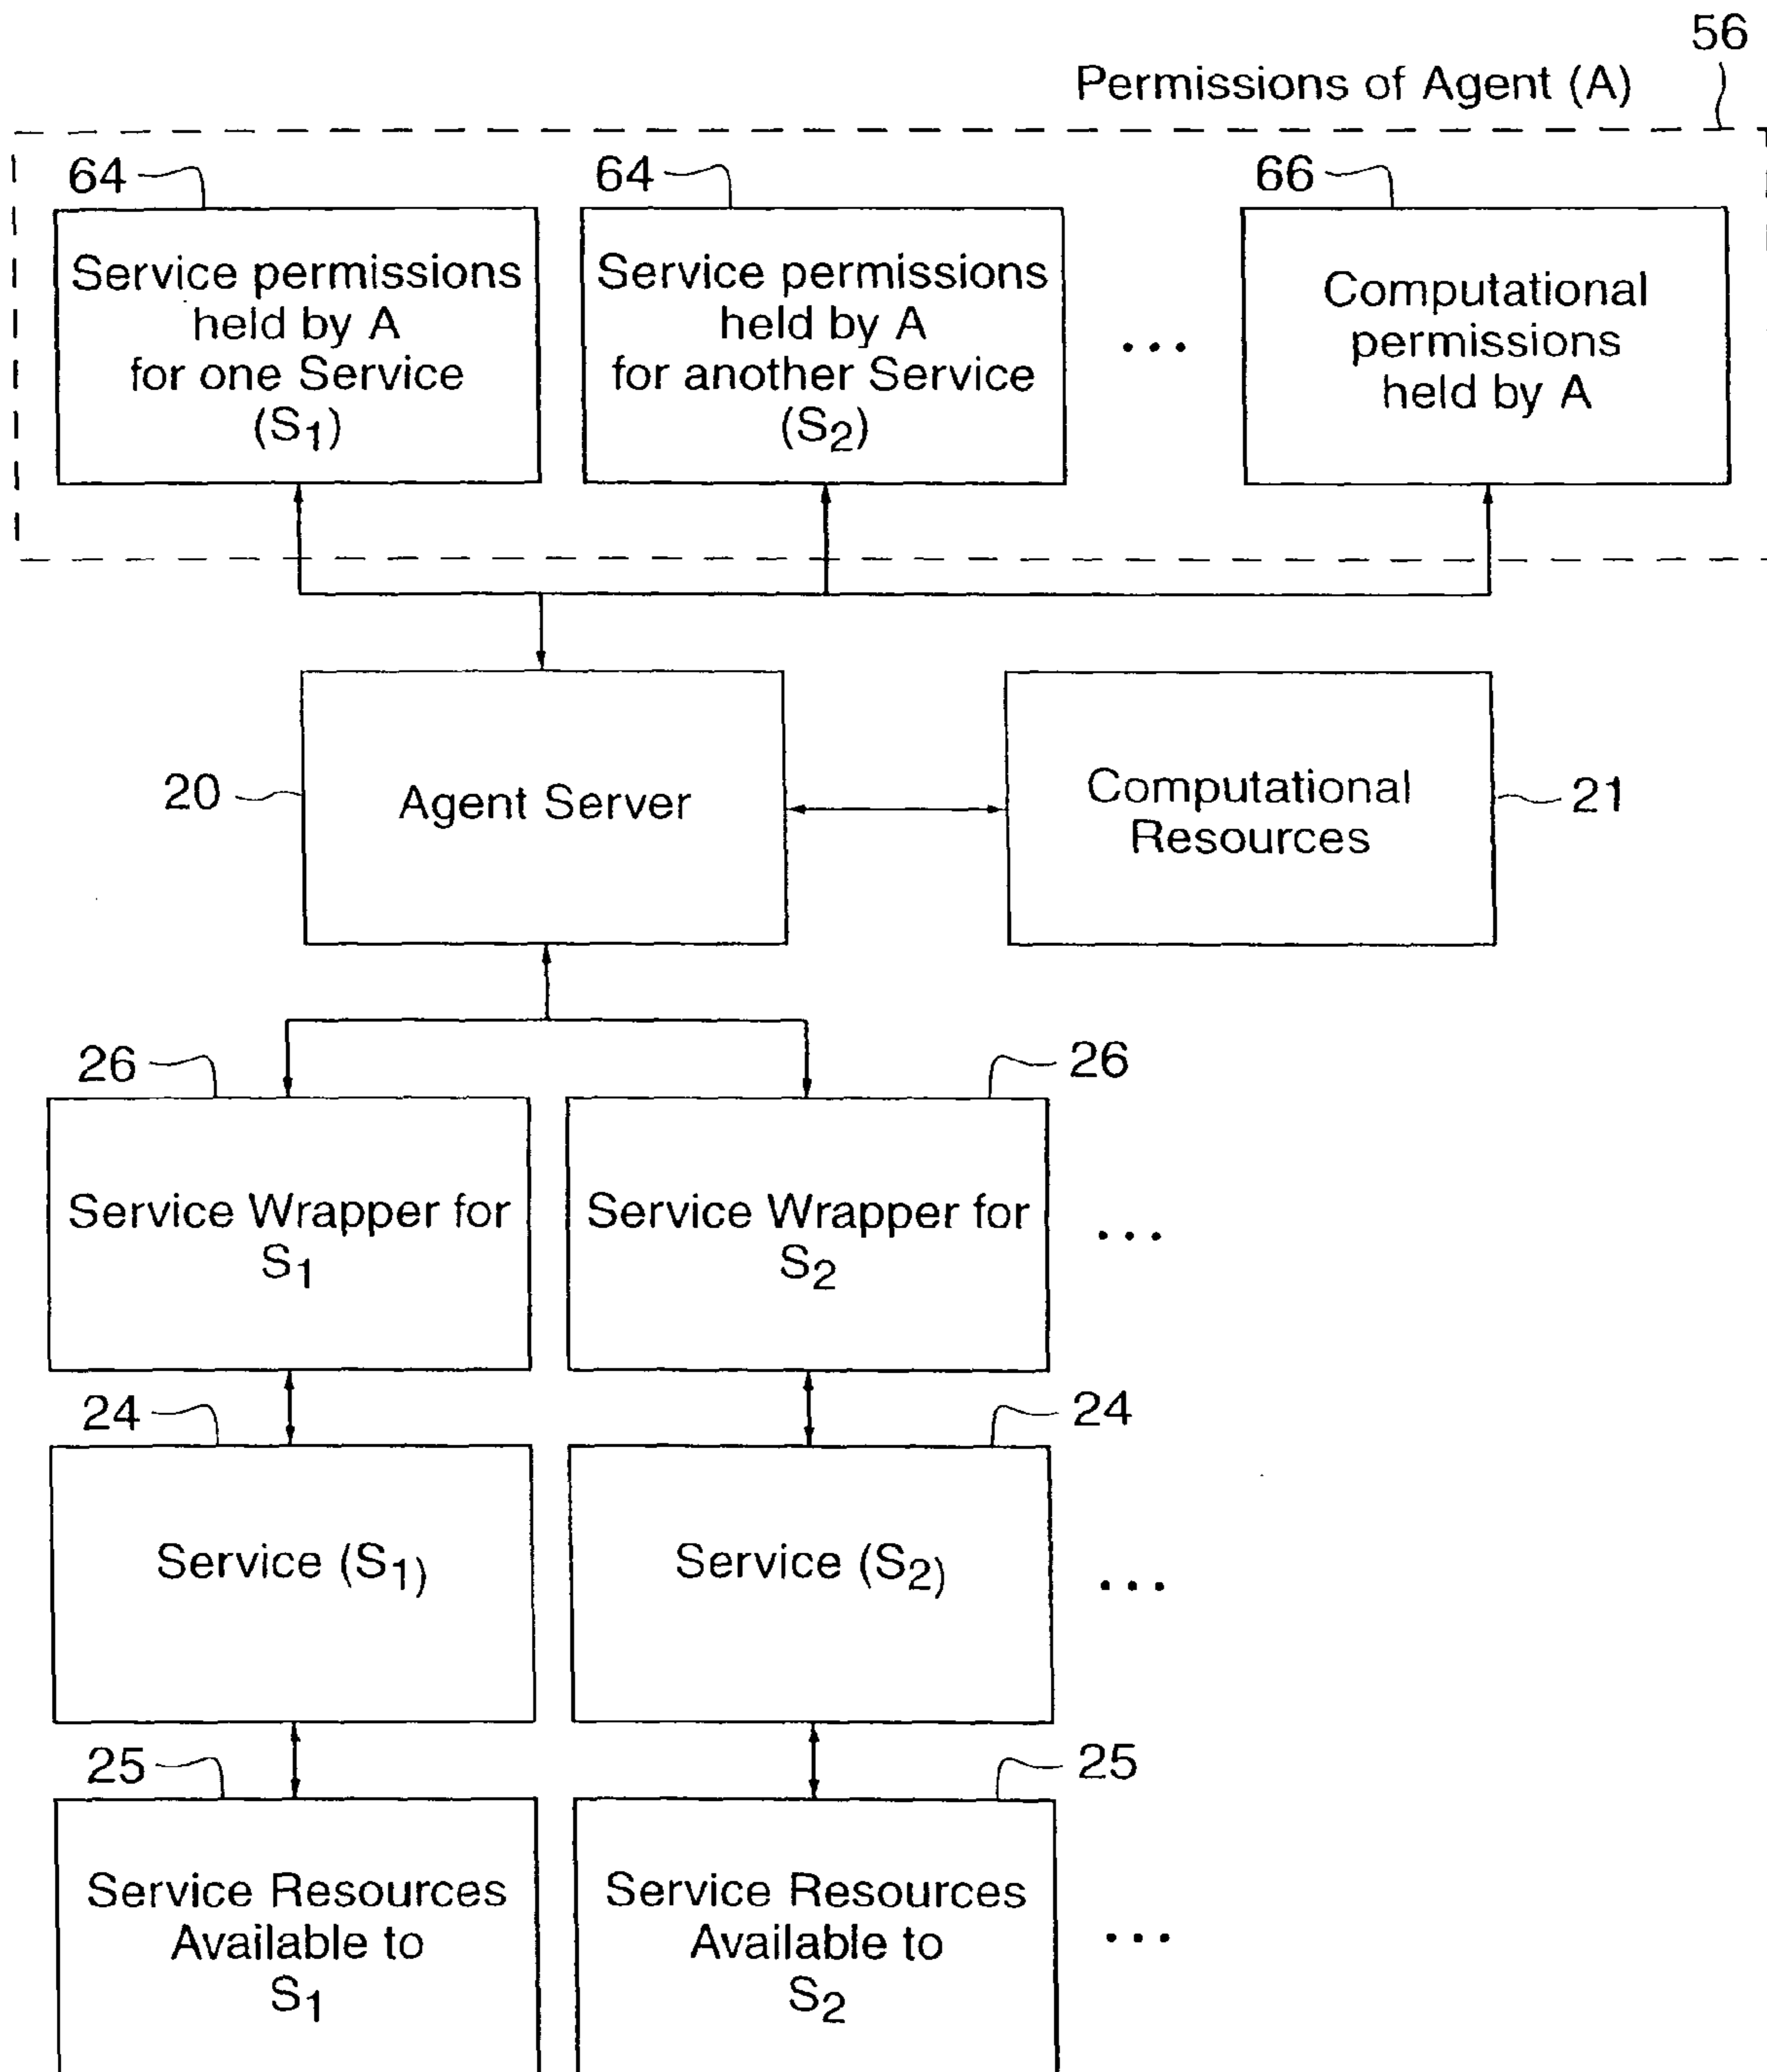 56
Permissions of Agent (A)
64
64
66
Service permissions
held by A
for one Service
(S1)
Service permissions
held by A
for another Service
(S2)
...
Computational
permissions
held by A
20
Agent Server
Computational
Resources
21
26
26
Service Wrapper for
S1
Service Wrapper for
S2
...
24
24
Service (S1)
Service (S2)
...
25
25
Service Resources
Available to
S1
Service Resources
Available to
S2
...